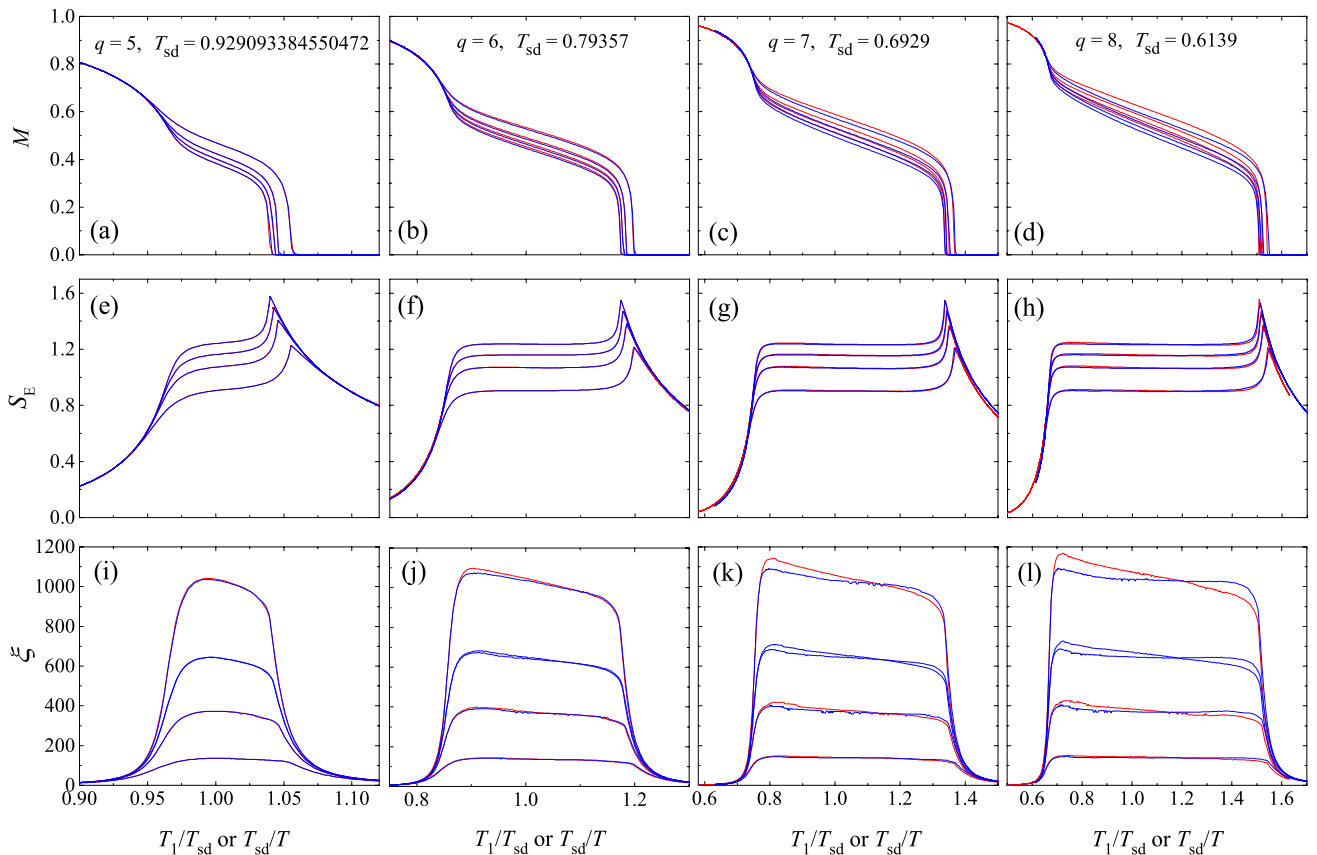 q = 5, T_sd = 0.929093384550472
q = 6, T_sd = 0.79357
q = 7, T_sd = 0.6929
q = 8, T_sd = 0.6139
M
1.0
0.8
0.6
0.4
0.2
0.0
(a)
(b)
(c)
(d)
S_E
1.6
1.2
0.8
0.4
0.0
(e)
(f)
(g)
(h)
ξ
1200
1000
800
600
400
200
0
(i)
(j)
(k)
(l)
0.90 0.95 1.00 1.05 1.10
0.8 1.0 1.2
0.6 0.8 1.0 1.2 1.4
0.6 0.8 1.0 1.2 1.4 1.6
T_1/T_sd or T_sd/T
T_1/T_sd or T_sd/T
T_1/T_sd or T_sd/T
T_1/T_sd or T_sd/T